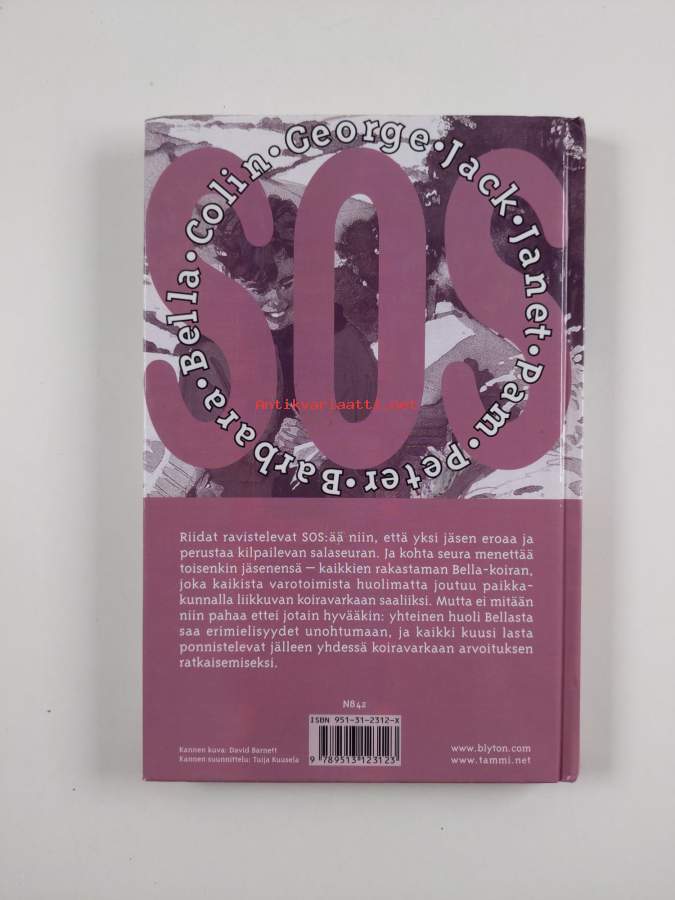 SOS
Bella • Colin • George • Jack • Janet • Pam • Peter • Barbara •
Antikvariaatti.net
Riidat ravistelevat SOS:ää niin, että yksi jäsen eroaa ja
perustaa kilpailevan salaseuran. Ja kohta seura menettää
toisenkin jäsenensä – kaikkien rakastaman Bella-koiran,
joka kaikista varotoimista huolimatta joutuu paikka-
kunnalla liikkuvan koiravarkaan saaliiksi. Mutta ei mitään
niin pahaa ettei jotain hyvääkin: yhteinen huoli Bellasta
saa erimielisyydet unohtumaan, ja kaikki kuusi lasta
ponnistelevat jälleen yhdessä koiravarkaan arvoituksen
ratkaisemiseksi.
N84.2
ISBN 951-31-2312-X
9 789513 123123
Kannen kuva: David Barnett
Kannen suunnittelu: Tuija Kuusela
www.blyton.com
www.tammi.net